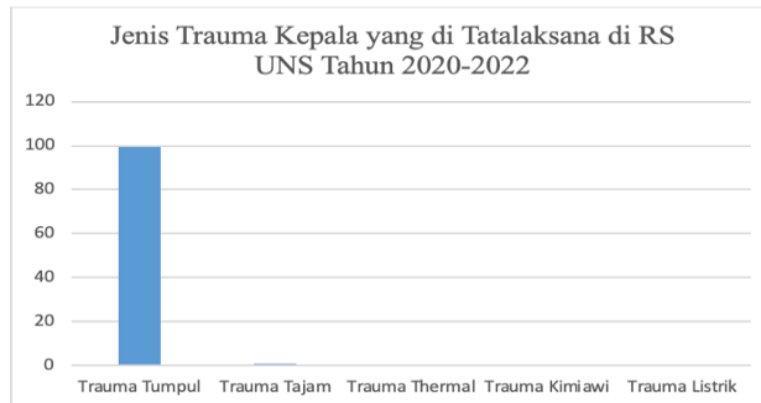 Jenis Trauma Kepala yang di Tatalaksana di RS
UNS Tahun 2020-2022
120
100
80
60
40
20
0
Trauma Tumpul Trauma Tajam Trauma Thermal Trauma Kimiawi Trauma Listrik